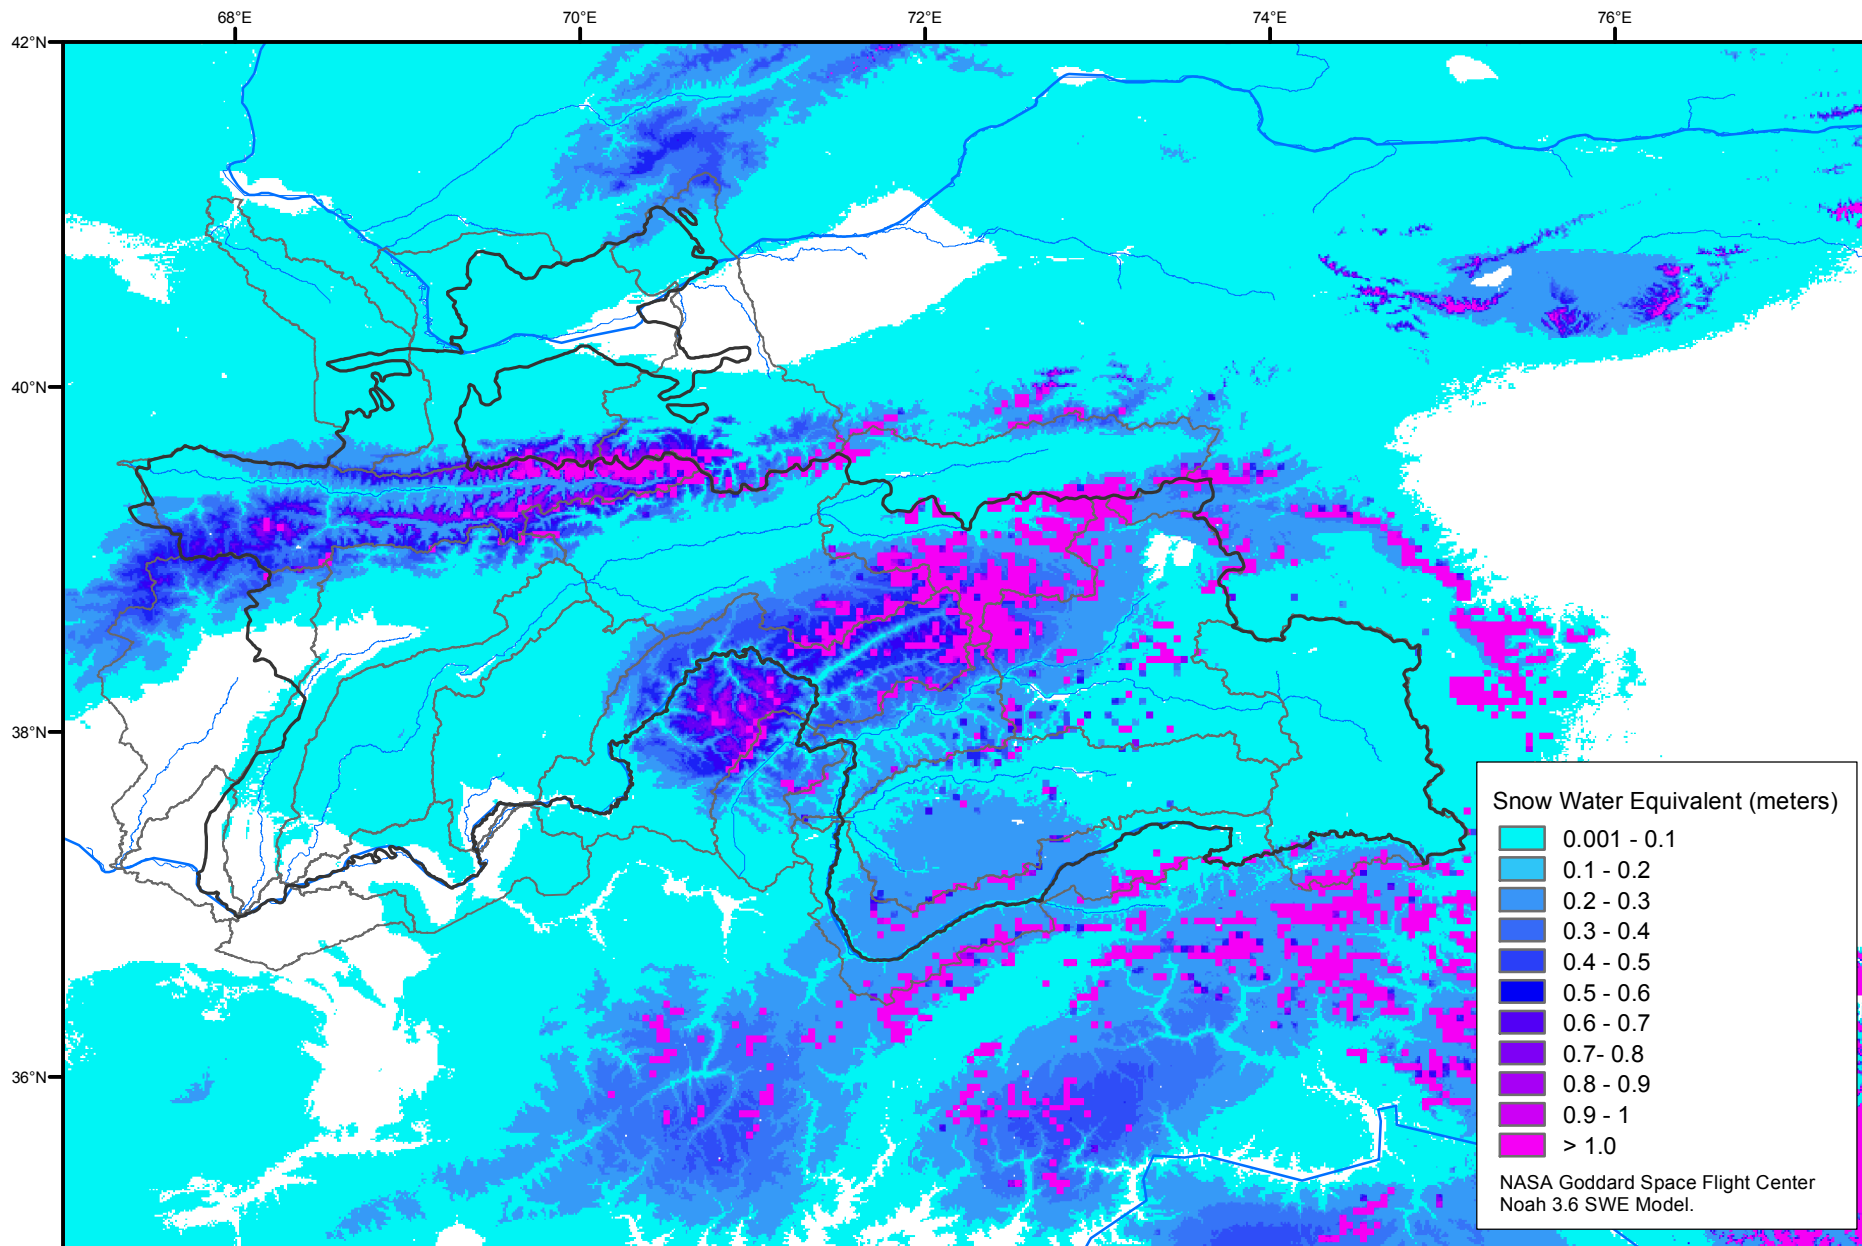 68°E 70°E 72°E 74°E 76°E
42°N
40°N
38°N
36°N
Snow Water Equivalent (meters)
0.001 - 0.1
0.1 - 0.2
0.2 - 0.3
0.3 - 0.4
0.4 - 0.5
0.5 - 0.6
0.6 - 0.7
0.7- 0.8
0.8 - 0.9
0.9 - 1
> 1.0
NASA Goddard Space Flight Center
Noah 3.6 SWE Model.